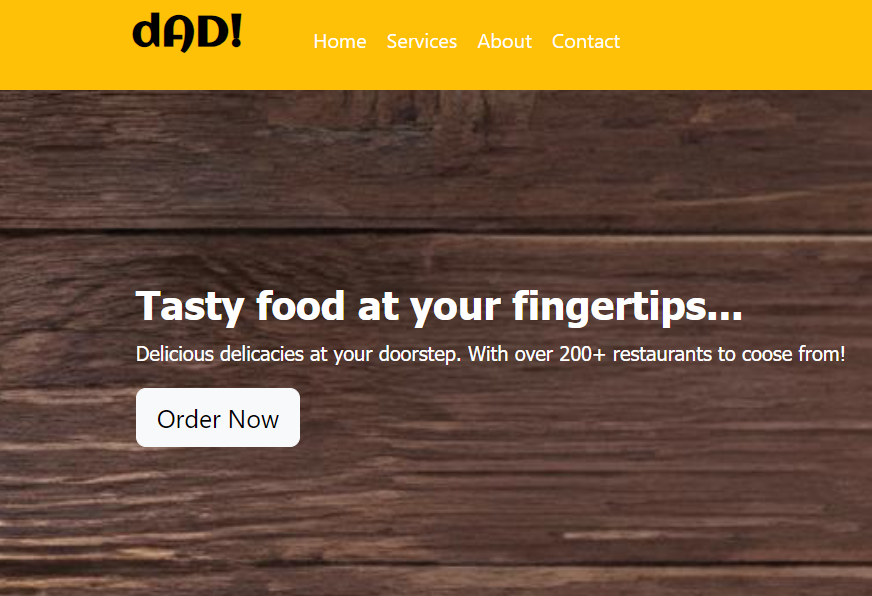 dAD!
Home Services About Contact
Tasty food at your fingertips...
Delicious delicacies at your doorstep. With over 200+ restaurants to coose from!
Order Now